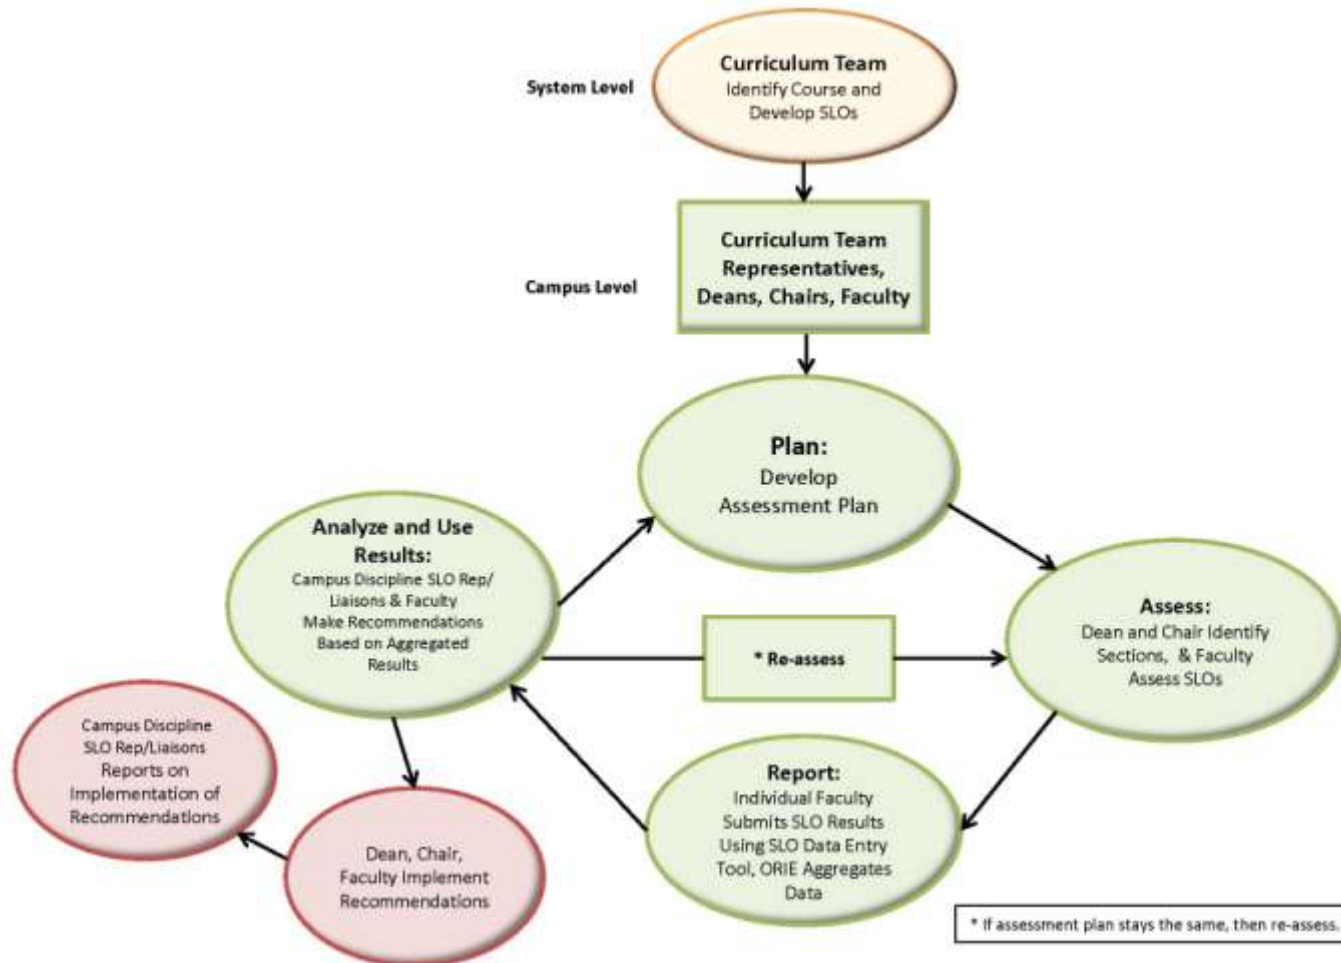 System Level
Curriculum Team
Identify Course and
Develop SLOs
Campus Level
Curriculum Team
Representatives,
Deans, Chairs, Faculty
Plan:
Develop
Assessment Plan
Analyze and Use
Results:
Campus Discipline SLO Rep/
Liaisons & Faculty
Make Recommendations
Based on Aggregated
Results
* Re-assess
Assess:
Dean and Chair Identify
Sections, & Faculty
Assess SLOs
Campus Discipline
SLO Rep/Liaisons
Reports on
Implementation of
Recommendations
Dean, Chair,
Faculty Implement
Recommendations
Report:
Individual Faculty
Submits SLO Results
Using SLO Data Entry
Tool, ORIE Aggregates
Data
* If assessment plan stays the same, then re-assess.